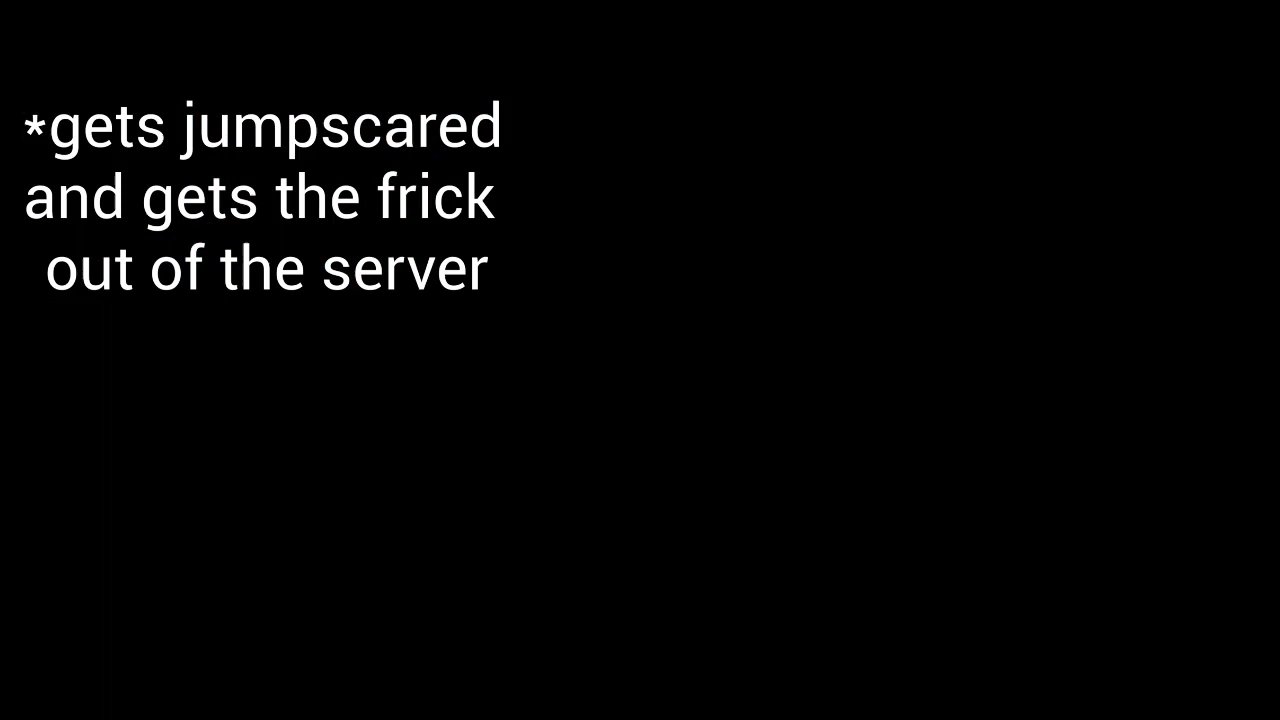 *gets jumpscared
and gets the frick
out of the server